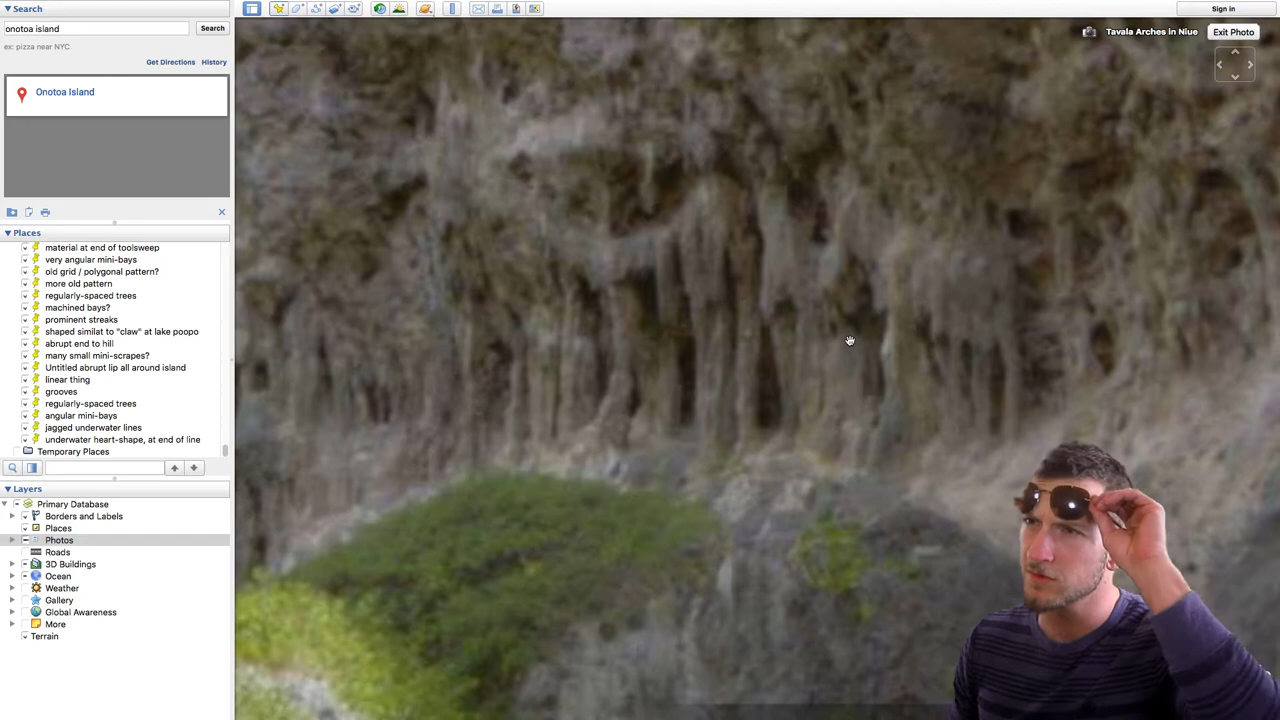 Search
Sign in
onotoa island
Search
ex: pizza near NYC
Get Directions
History
Onotoa Island
Tavala Arches in Niue
Exit Photo
Places
material at end of toolsweep
very angular mini-bays
old grid / polygonal pattern?
more old pattern
regularly-spaced trees
machined bays?
prominent streaks
shaped similat to "claw" at lake poopo
abrupt end to hill
many small mini-scrapes?
Untitled abrupt lip all around island
linear thing
grooves
regularly-spaced trees
angular mini-bays
jagged underwater lines
underwater heart-shape, at end of line
Temporary Places
Layers
Primary Database
Borders and Labels
Places
Photos
Roads
3D Buildings
Ocean
Weather
Gallery
Global Awareness
More
Terrain